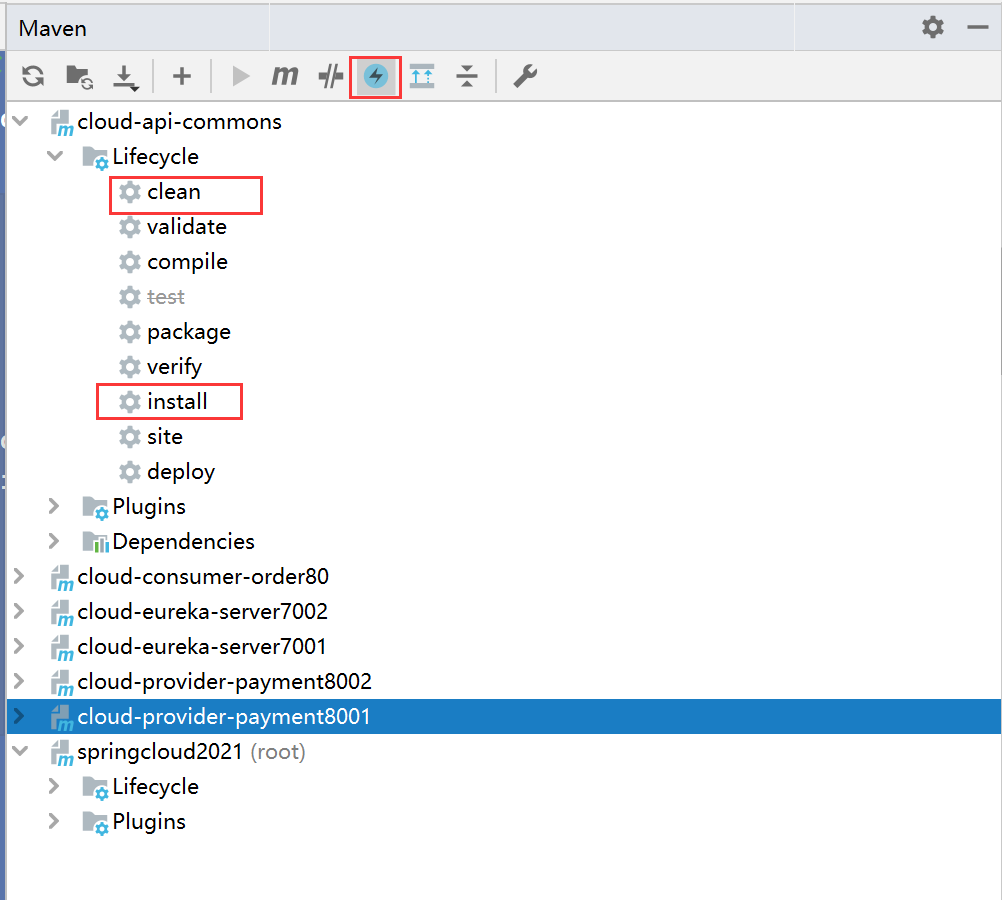 Maven
cloud-api-commons
Lifecycle
clean
validate
compile
test
package
verify
install
site
deploy
Plugins
Dependencies
cloud-consumer-order80
cloud-eureka-server7002
cloud-eureka-server7001
cloud-provider-payment8002
cloud-provider-payment8001
springcloud2021 (root)
Lifecycle
Plugins